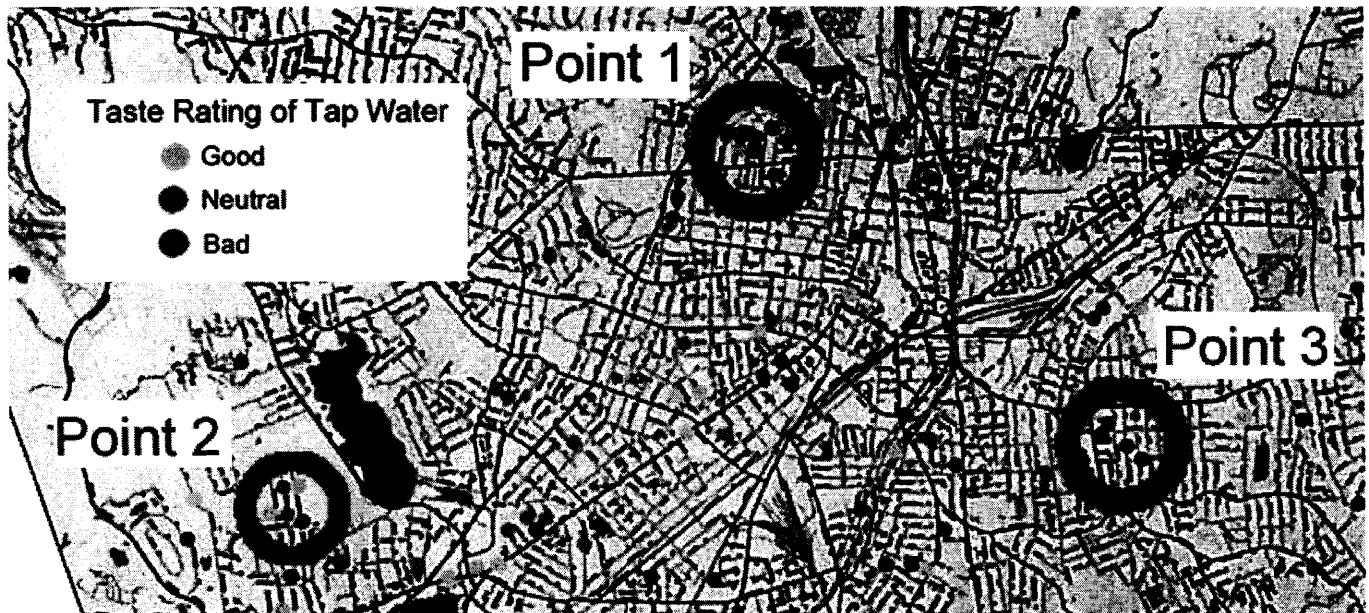 Point 1
Taste Rating of Tap Water
Good
Neutral
Bad
Point 3
Point 2